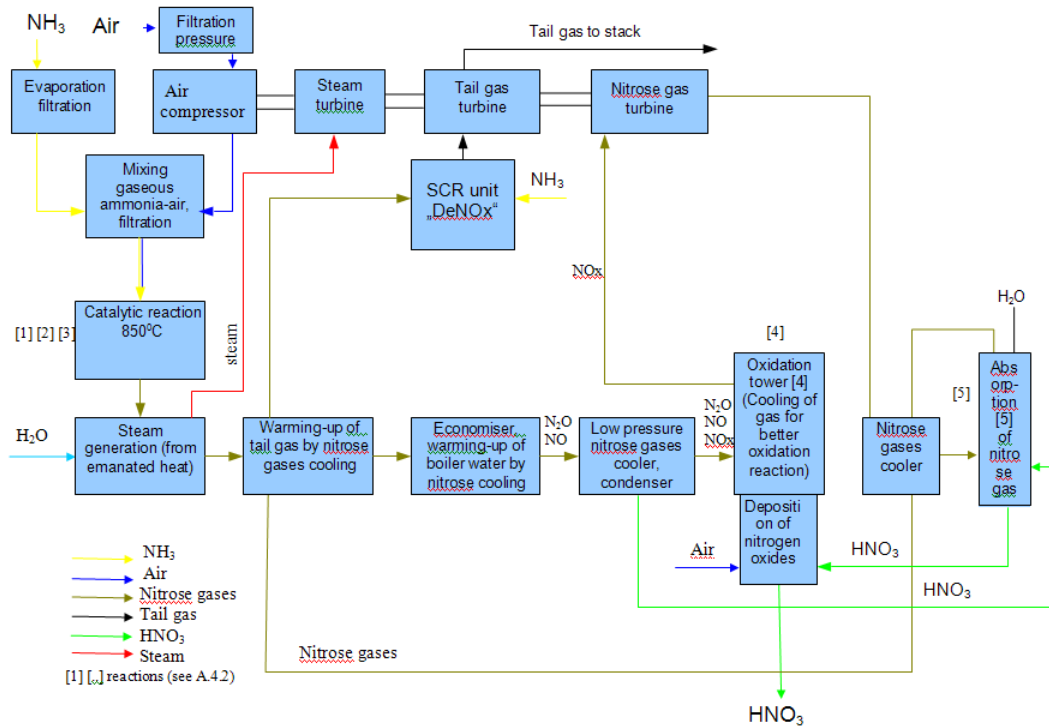 NH₃
Air
Filtration
pressure
Tail gas to stack
Evaporation
filtration
Air
compressor
Steam
turbine
Tail gas
turbine
Nitrose gas
turbine
Mixing
gaseous
ammonia-air,
filtration
SCR unit
„DeNOx“
NH₃
NOx
steam
[1] [2] [3]
Catalytic reaction
850⁰C
H₂O
[4]
H₂O
Steam
generation (from
emanated heat)
Warming-up of
tail gas by nitrose
gases cooling
Economiser,
warming-up of
boiler water by
nitrose cooling
N₂O
NO
Low pressure
nitrose gases
cooler,
condenser
N₂O
NO
NOx
Oxidation
tower [4]
(Cooling of
gas for
better
oxidation
reaction)
Nitrose
gases
cooler
[5]
Abs
orp-
tion
[5]
of
nitro
se
gas
Depositi
on of
nitrogen
oxides
Air
HNO₃
HNO₃
NH₃
Air
Nitrose gases
Tail gas
HNO₃
Steam
[1] [,,] reactions (see A.4.2)
Nitrose gases
HNO₃